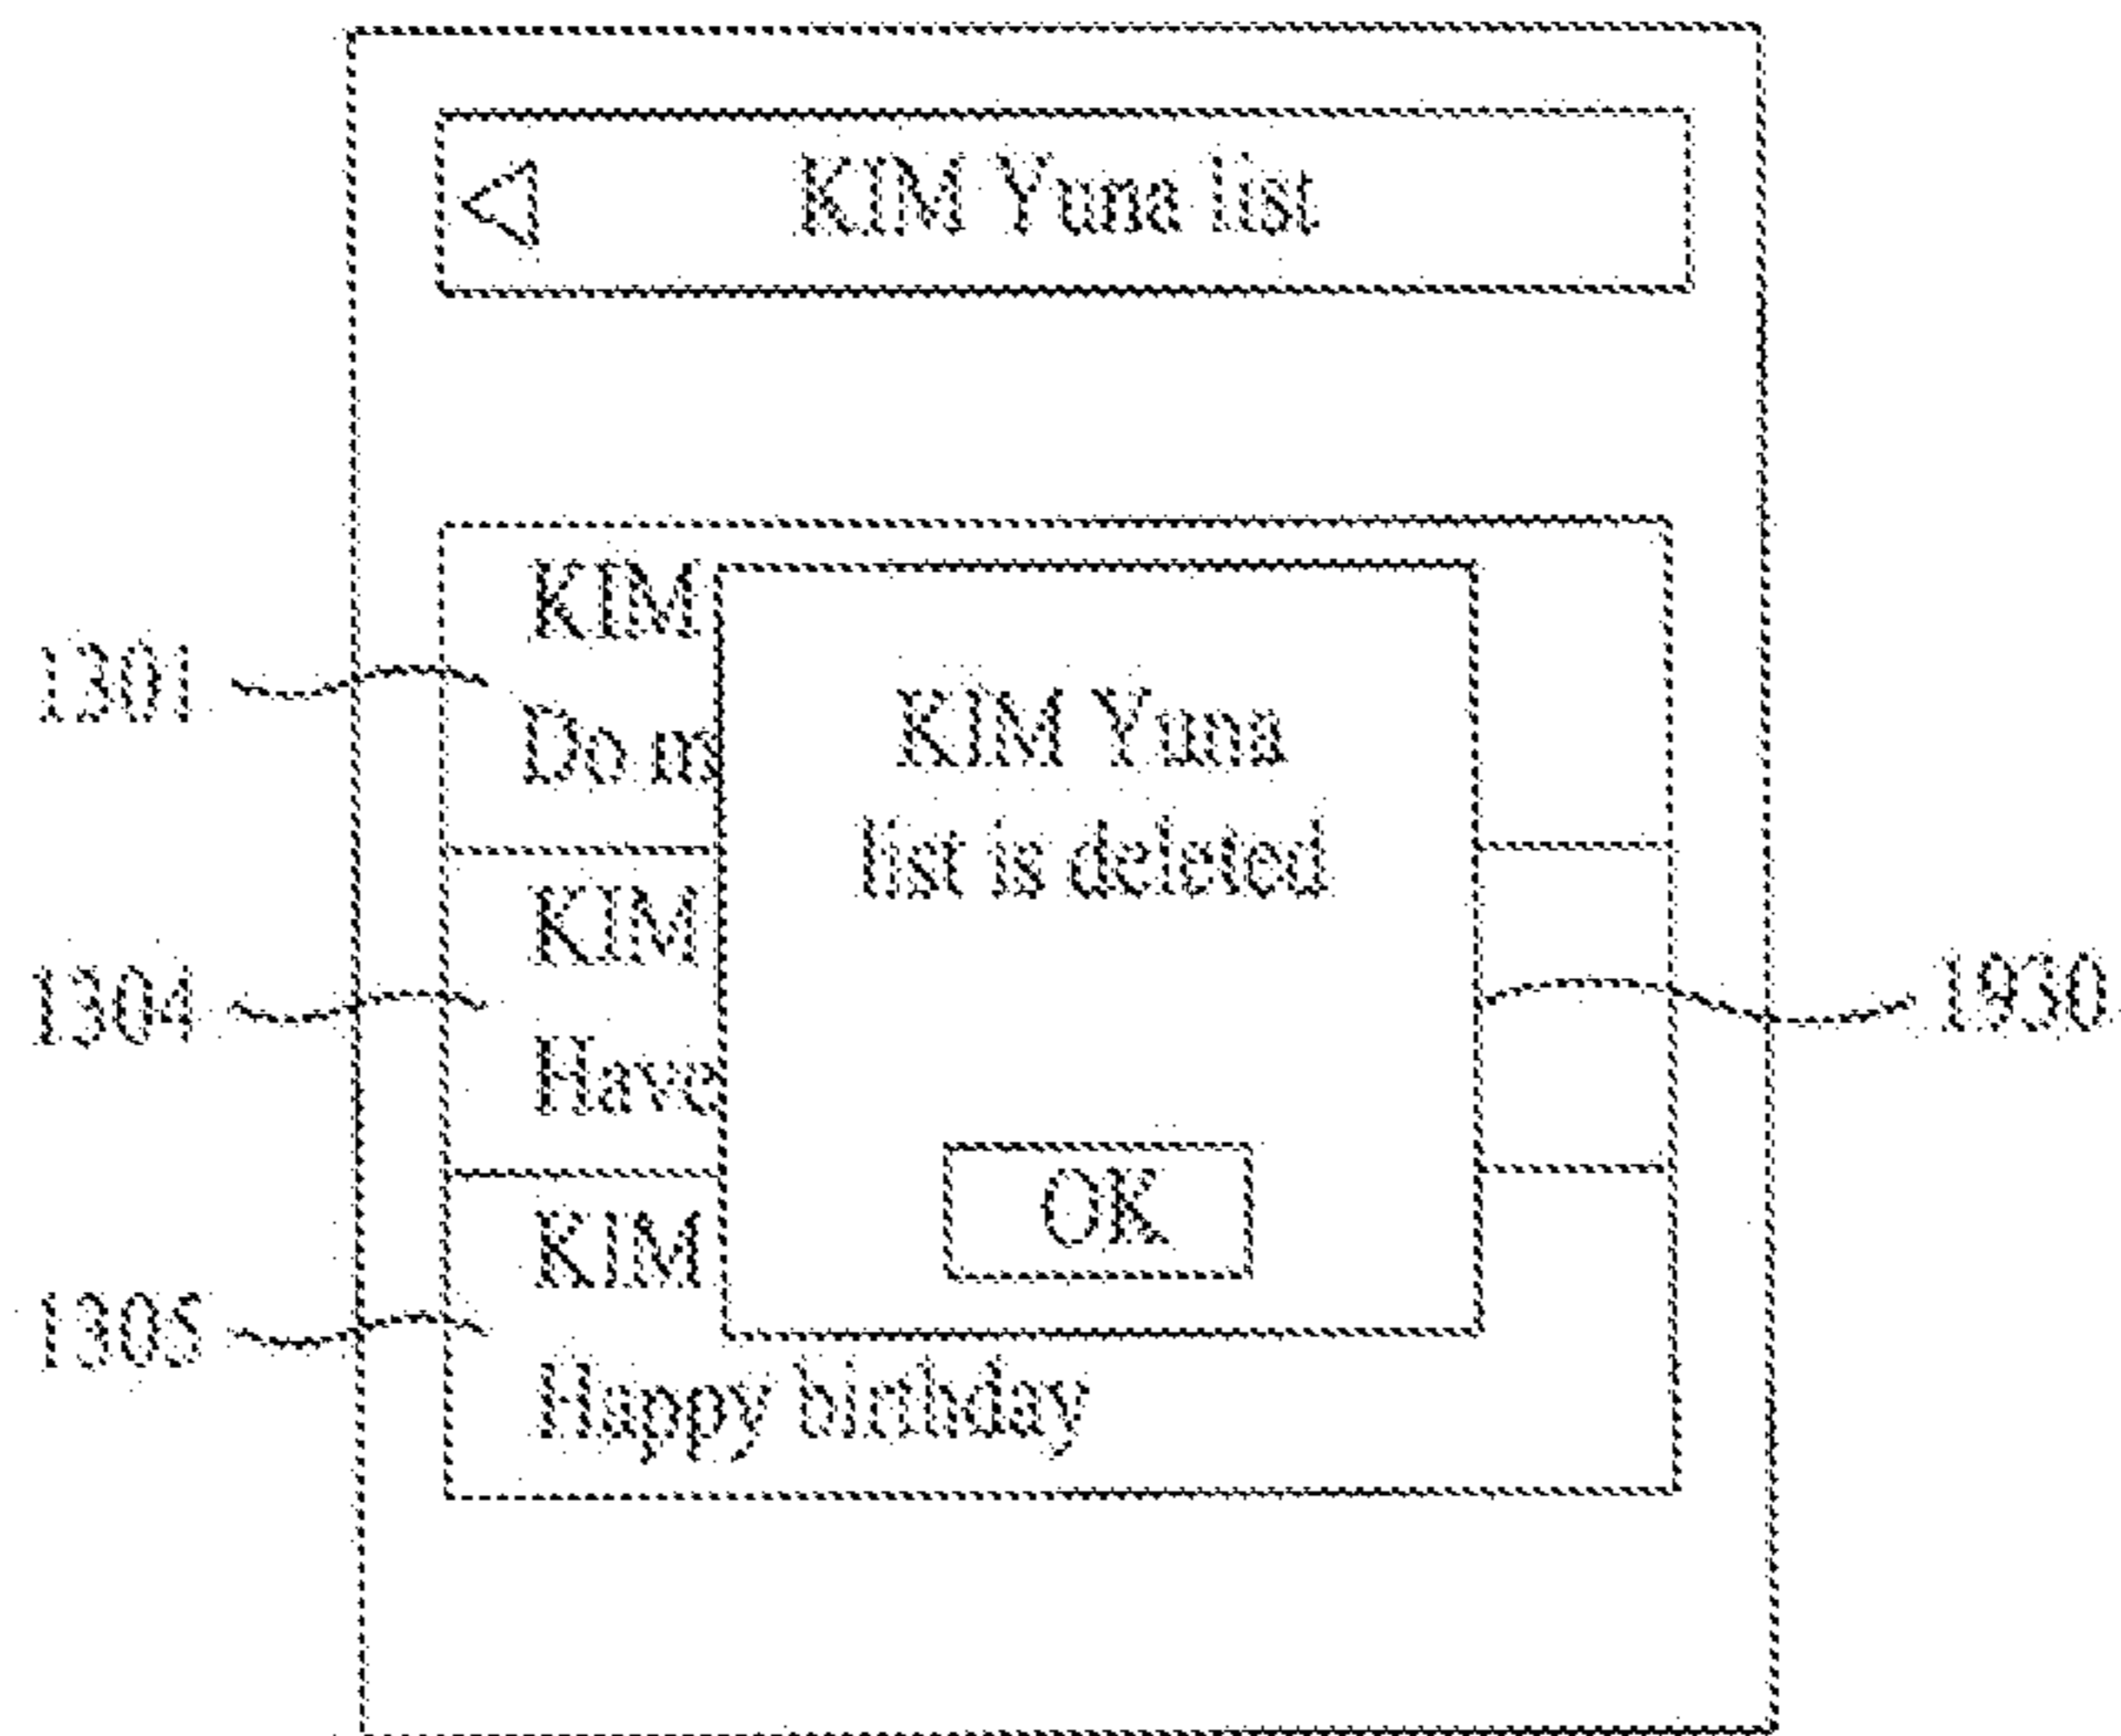 KIM Yuna list
KIM
1301
Do m
KIM Yuna
list is deleted
KIM
1304
1930
Have
OK
KIM
1305
Happy birthday